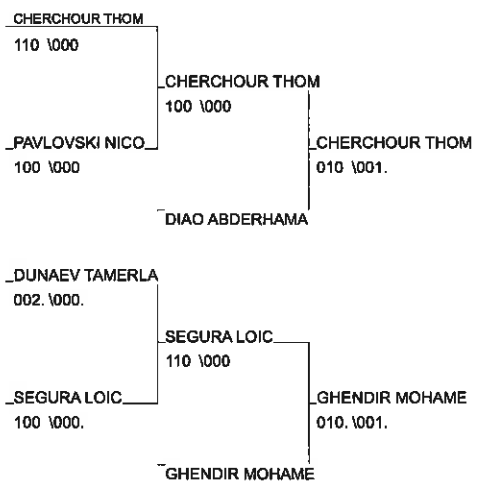 CHERCHOUR THOM
110 \000
CHERCHOUR THOM
100 \000
PAVLOVSKI NICO
100 \000
CHERCHOUR THOM
010 \001.
DIAO ABDERHAMA
DUNAEV TAMERLA
002. \000.
SEGURA LOIC
110 \000
SEGURA LOIC
100 \000.
GHENDIR MOHAME
010. \001.
GHENDIR MOHAME